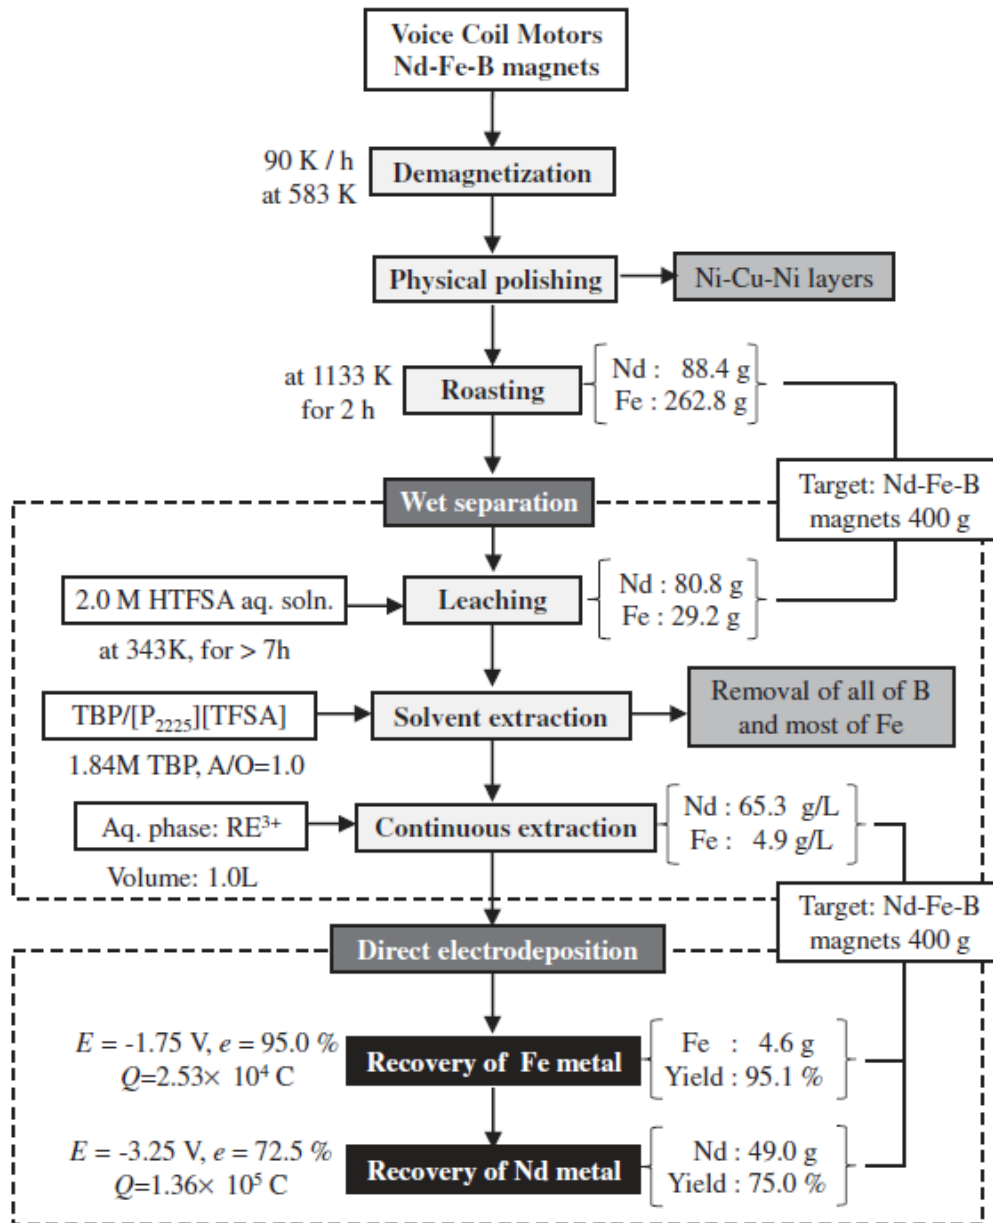 Voice Coil Motors
Nd-Fe-B magnets
90 K / h
at 583 K
Demagnetization
Physical polishing
Ni-Cu-Ni layers
at 1133 K
for 2 h
Roasting
Nd : 88.4 g
Fe : 262.8 g
Wet separation
Target: Nd-Fe-B
magnets 400 g
2.0 M HTFSA aq. soln.
at 343K, for > 7h
Leaching
Nd : 80.8 g
Fe : 29.2 g
TBP/[P₂₂₂₅][TFSA]
1.84M TBP, A/O=1.0
Solvent extraction
Removal of all of B
and most of Fe
Aq. phase: RE³⁺
Volume: 1.0L
Continuous extraction
Nd : 65.3 g/L
Fe : 4.9 g/L
Target: Nd-Fe-B
magnets 400 g
Direct electrodeposition
E = -1.75 V, e = 95.0 %
Q=2.53× 10⁴ C
Recovery of Fe metal
Fe : 4.6 g
Yield : 95.1 %
E = -3.25 V, e = 72.5 %
Q=1.36× 10⁵ C
Recovery of Nd metal
Nd : 49.0 g
Yield : 75.0 %